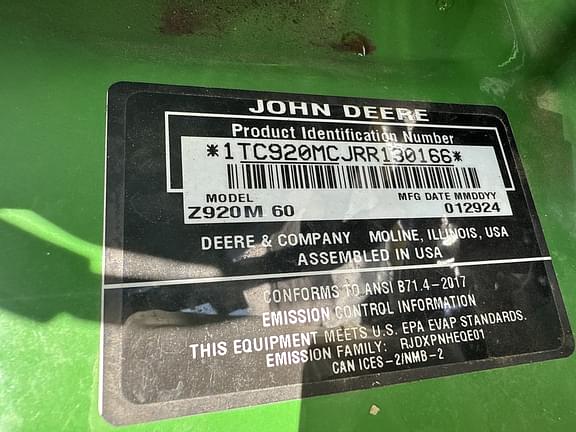 JOHN DEERE
Product Identification Number
*1TC920MCJRR130166*
MODEL MFG DATE MMDDYY
Z920M 60 012924
DEERE & COMPANY MOLINE, ILLINOIS, USA
ASSEMBLED IN USA
CONFORMS TO ANSI B71.4-2017
EMISSION CONTROL INFORMATION
THIS EQUIPMENT MEETS U.S. EPA EVAP STANDARDS.
EMISSION FAMILY: RJDXPNHEQE01
CAN ICES-2/NMB-2